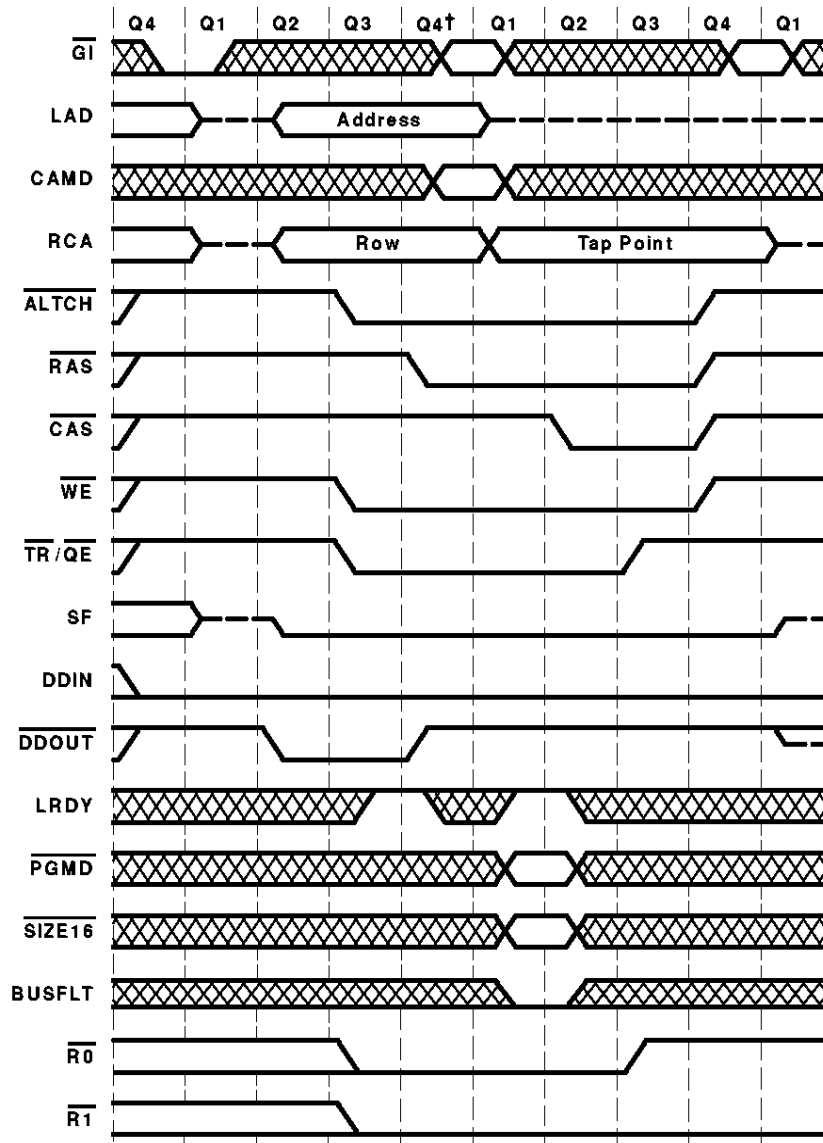 Q4 Q1 Q2 Q3 Q4† Q1 Q2 Q3 Q4 Q1
GI
LAD
Address
CAMD
RCA
Row
Tap Point
ALTCH
RAS
CAS
WE
TR/QE
SF
DDIN
DDOUT
LRDY
PGMD
SIZE16
BUSFLT
R0
R1